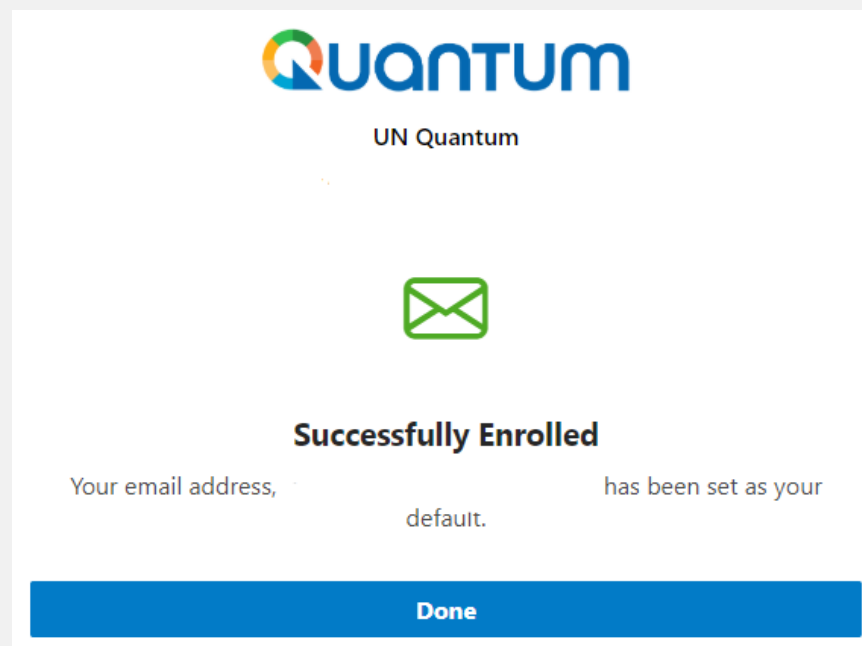 QUANTUM
UN Quantum
Successfully Enrolled
Your email address, has been set as your
default.
Done